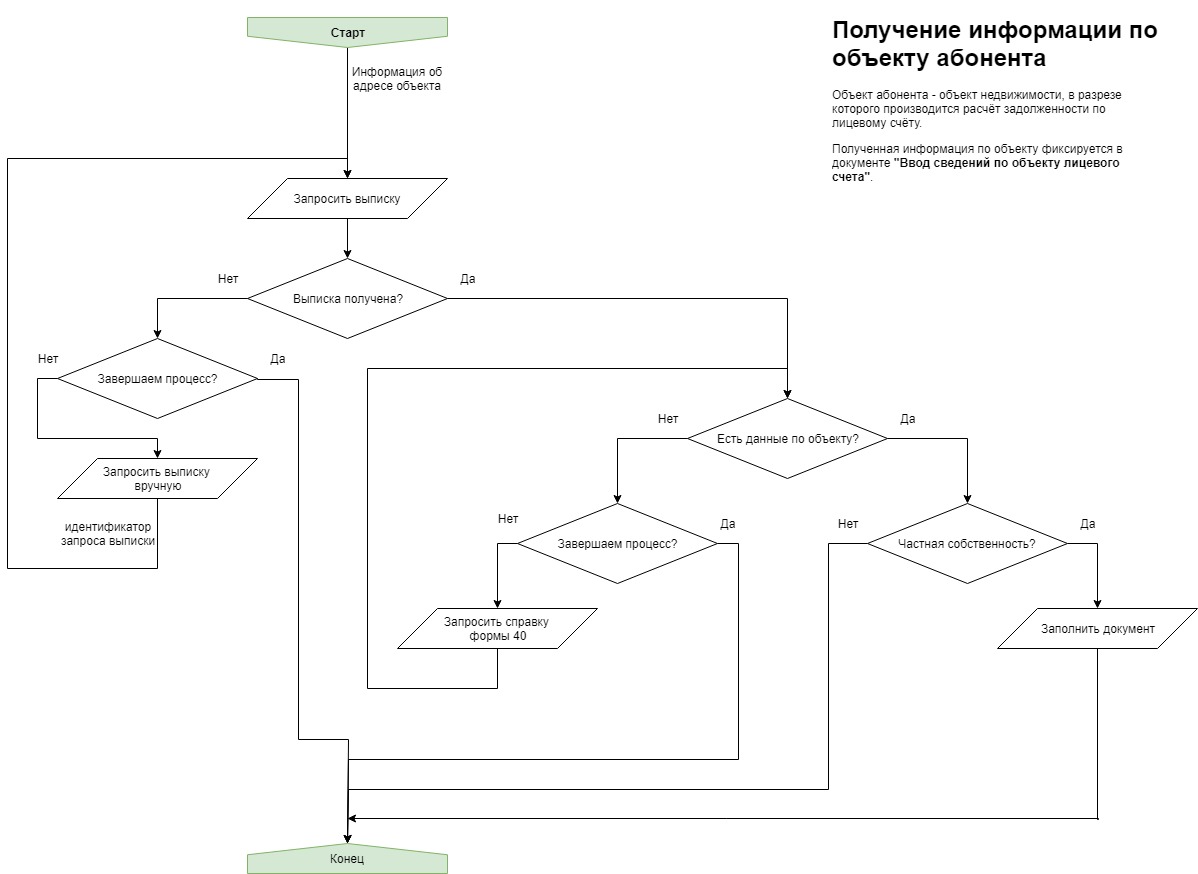 Старт
Получение информации по
объекту абонента
Информация об
адресе объекта
Объект абонента - объект недвижимости, в разрезе
которого производится расчёт задолженности по
лицевому счёту.
Полученная информация по объекту фиксируется в
документе "Ввод сведений по объекту лицевого
счета".
Запросить выписку
Нет
Да
Выписка получена?
Нет
Да
Завершаем процесс?
Нет
Да
Есть данные по объекту?
Запросить выписку
вручную
идентификатор
запроса выписки
Нет
Да
Завершаем процесс?
Нет
Да
Частная собственность?
Запросить справку
формы 40
Заполнить документ
Конец